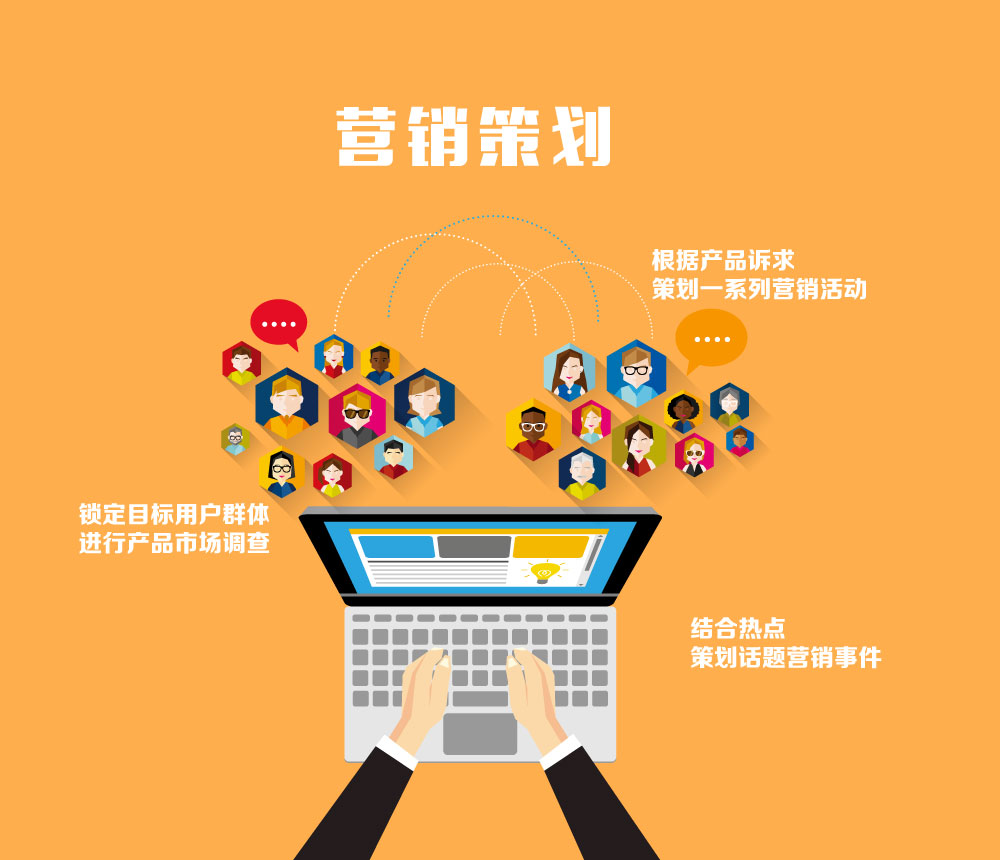 营销策划
根据产品诉求
策划一系列营销活动
锁定目标用户群体
进行产品市场调查
结合热点
策划话题营销事件